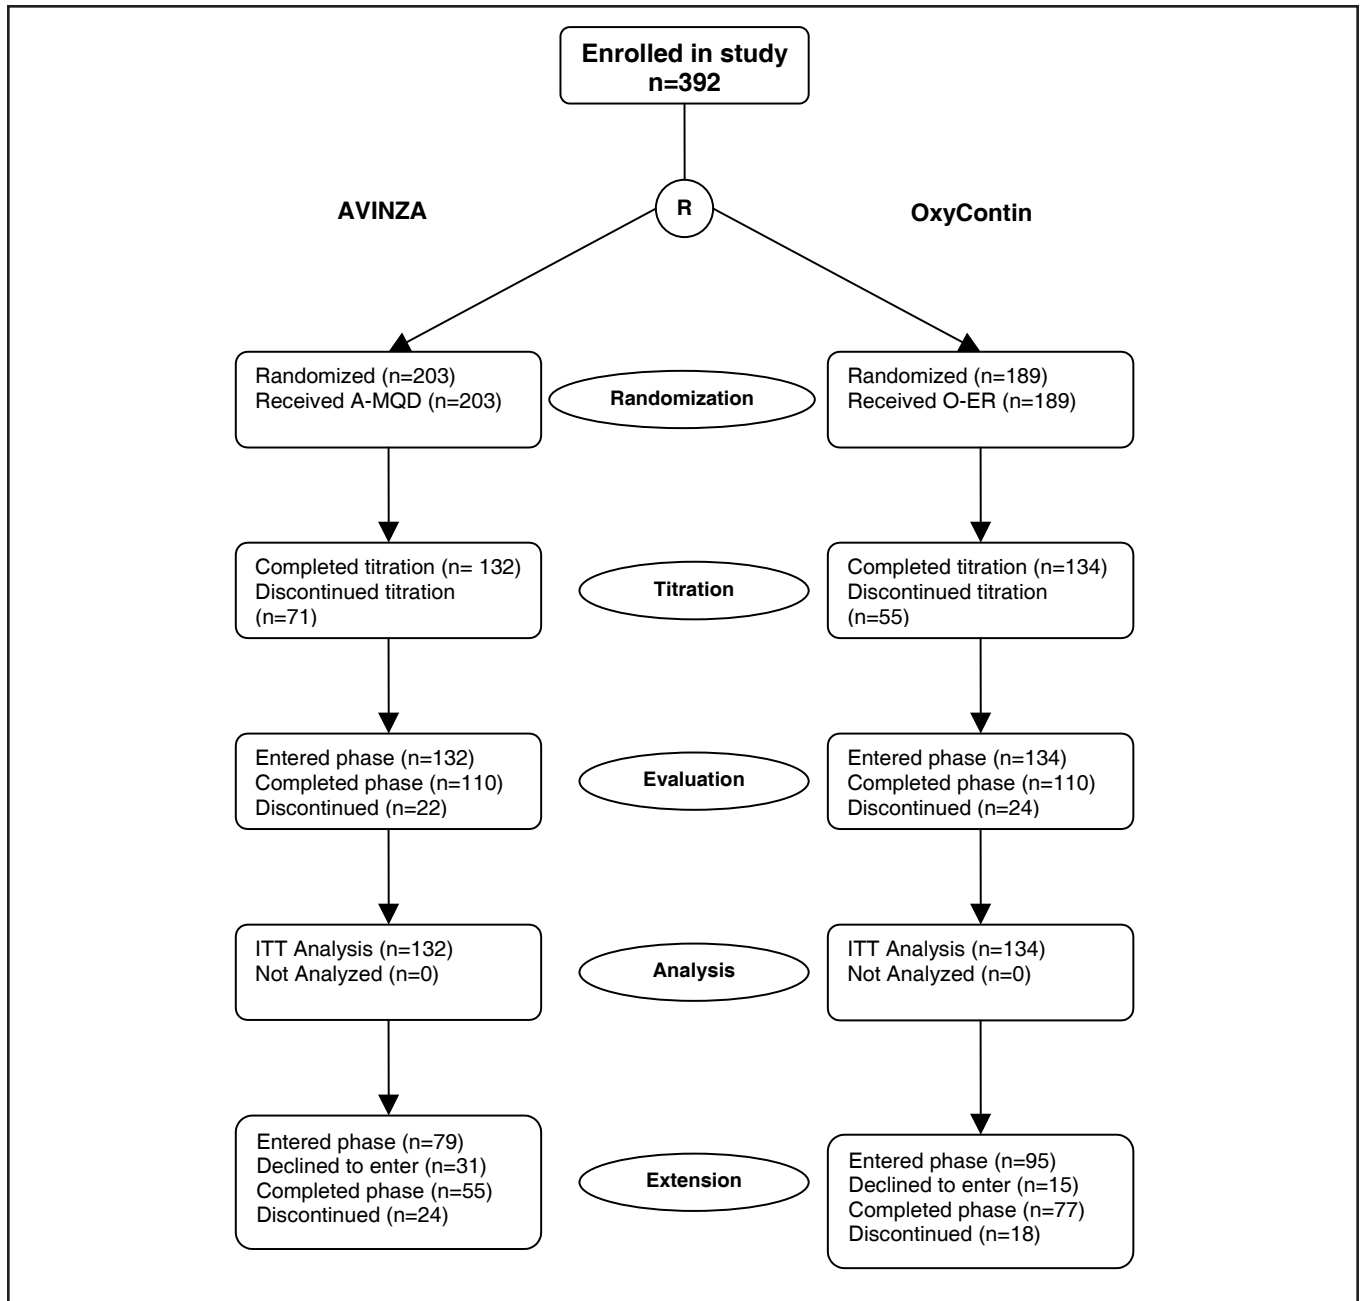 Enrolled in study
n=392
R
AVINZA
OxyContin
Randomized (n=203)
Received A-MQD (n=203)
Randomization
Randomized (n=189)
Received O-ER (n=189)
Completed titration (n= 132)
Discontinued titration
(n=71)
Titration
Completed titration (n=134)
Discontinued titration
(n=55)
Entered phase (n=132)
Completed phase (n=110)
Discontinued (n=22)
Evaluation
Entered phase (n=134)
Completed phase (n=110)
Discontinued (n=24)
ITT Analysis (n=132)
Not Analyzed (n=0)
Analysis
ITT Analysis (n=134)
Not Analyzed (n=0)
Entered phase (n=79)
Declined to enter (n=31)
Completed phase (n=55)
Discontinued (n=24)
Extension
Entered phase (n=95)
Declined to enter (n=15)
Completed phase (n=77)
Discontinued (n=18)